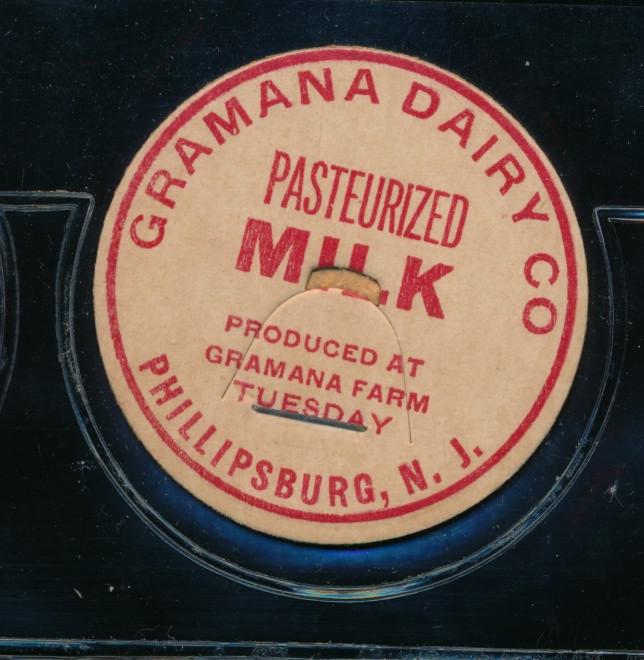 GRAMANA DAIRY CO
PASTEURIZED
MILK
PRODUCED AT
GRAMANA FARM
TUESDAY
PHILLIPSBURG, N. J.